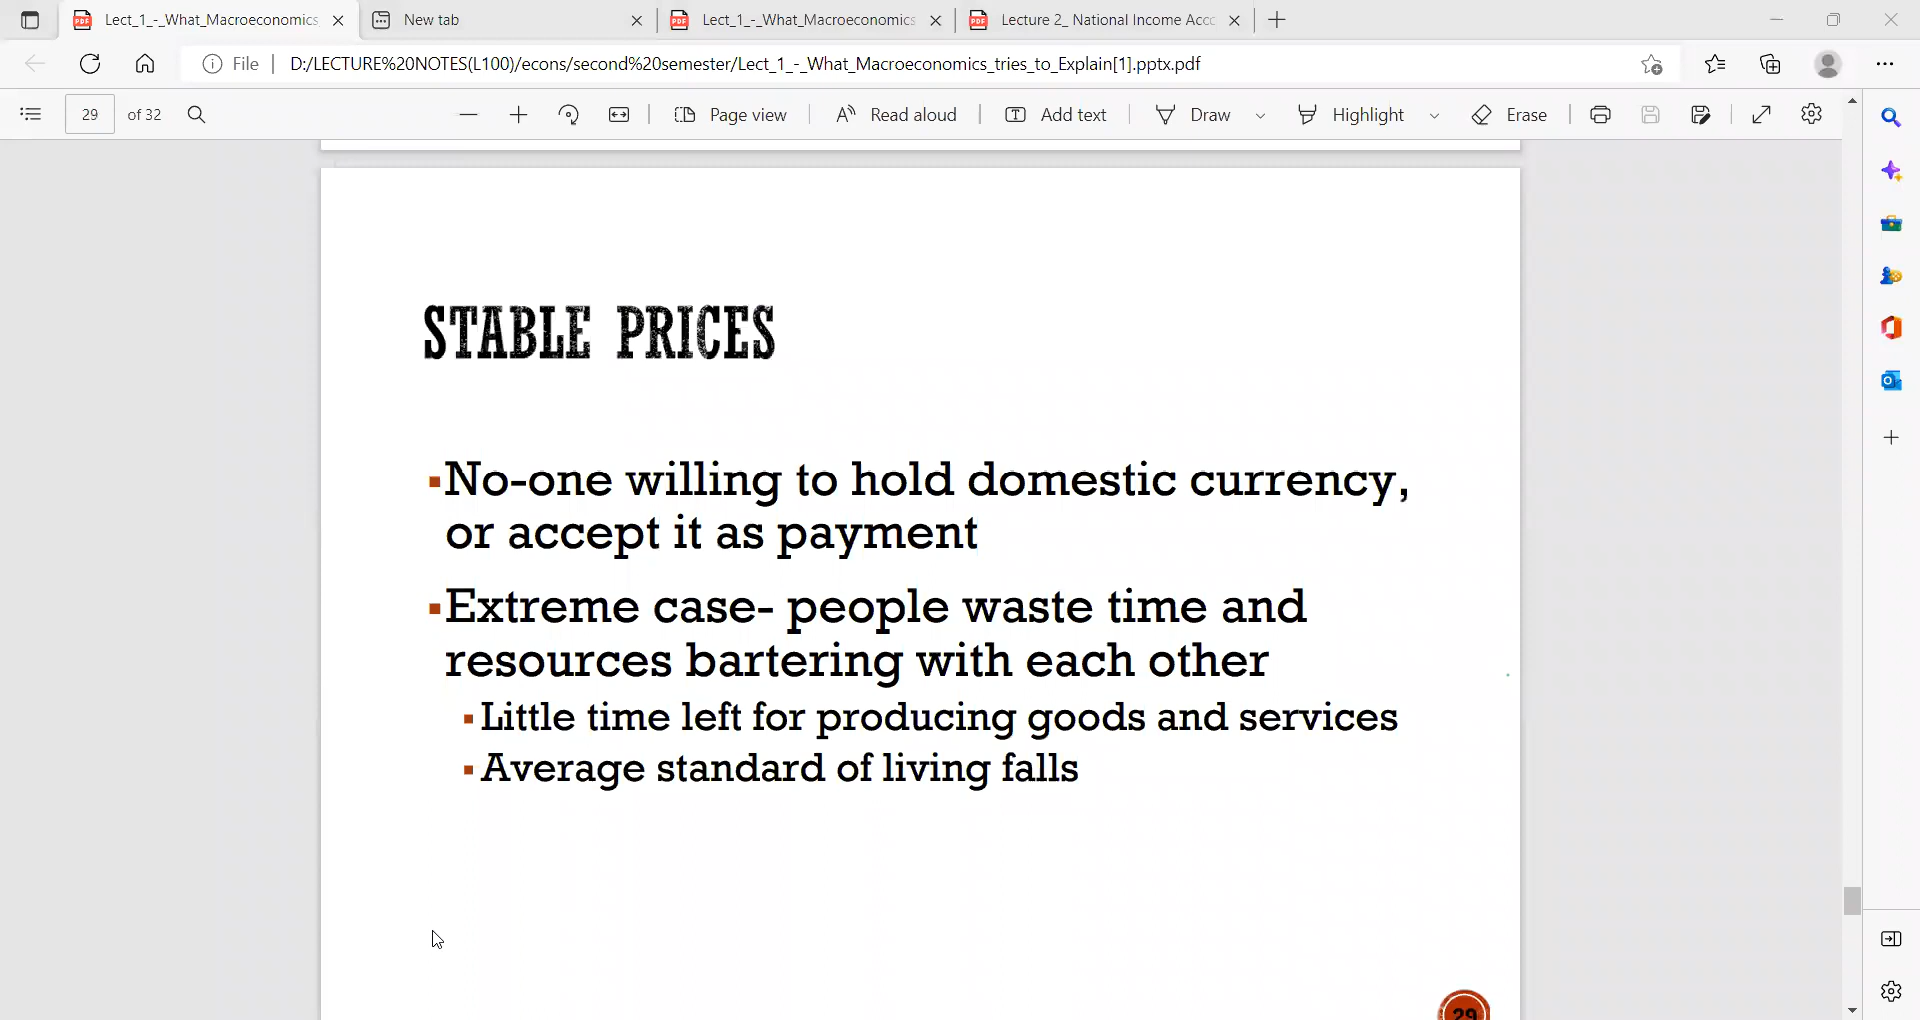 Lect_1_-_What_Macroeconomics
New tab
Lect_1_-_What_Macroeconomics
Lecture 2_ National Income Acc
File
D:/LECTURE%20NOTES(L100)/econs/second%20semester/Lect_1_-_What_Macroeconomics_tries_to_Explain[1].pptx.pdf
29 of 32
Page view
Read aloud
Add text
Draw
Highlight
Erase
STABLE PRICES
▪No-one willing to hold domestic currency,
or accept it as payment
▪Extreme case- people waste time and
resources bartering with each other
▪Little time left for producing goods and services
▪Average standard of living falls
29